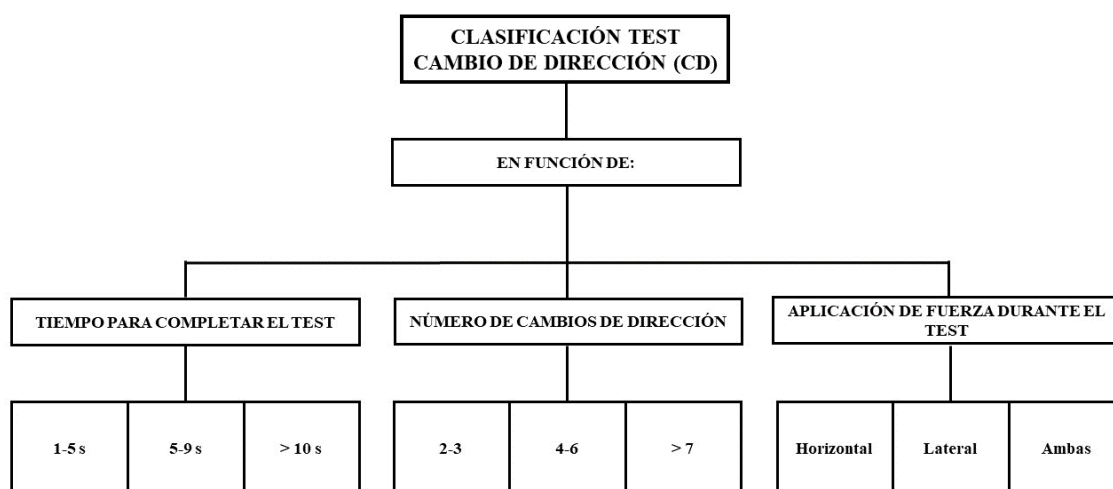 CLASIFICACIÓN TEST
CAMBIO DE DIRECCIÓN (CD)
EN FUNCIÓN DE:
TIEMPO PARA COMPLETAR EL TEST
NÚMERO DE CAMBIOS DE DIRECCIÓN
APLICACIÓN DE FUERZA DURANTE EL
TEST
1-5 s
5-9 s
> 10 s
2-3
4-6
> 7
Horizontal
Lateral
Ambas